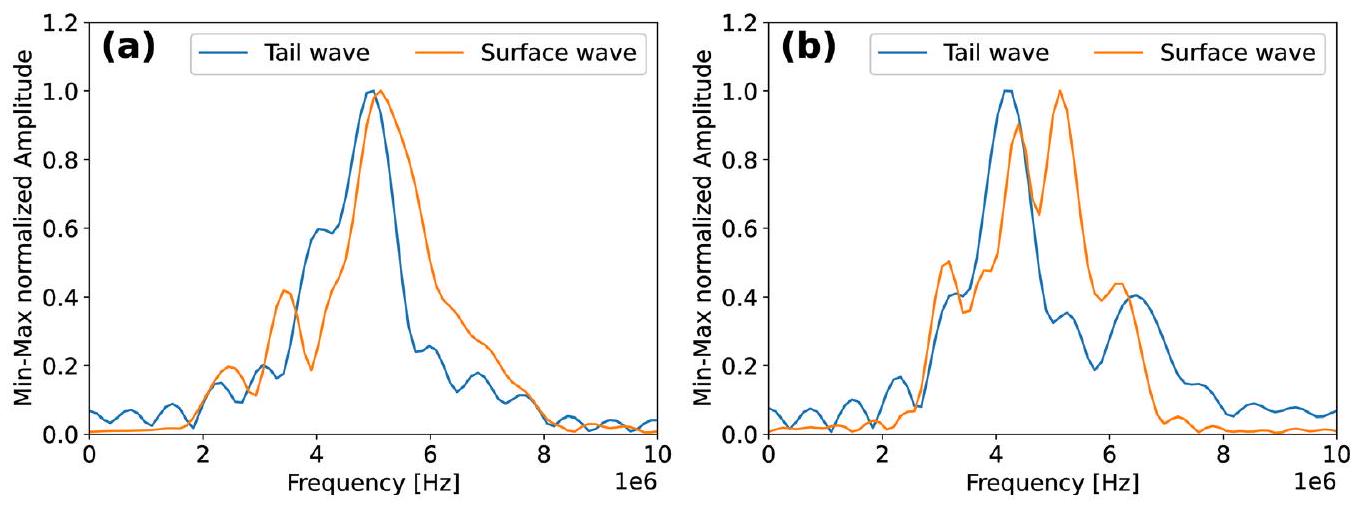 (a)
Tail wave
Surface wave
Min-Max normalized Amplitude
1.2
1.0
0.8
0.6
0.4
0.2
0.0
0
2
4
6
8
10
Frequency [Hz]
1e6
(b)
Tail wave
Surface wave
Min-Max normalized Amplitude
1.2
1.0
0.8
0.6
0.4
0.2
0.0
0
2
4
6
8
10
Frequency [Hz]
1e6